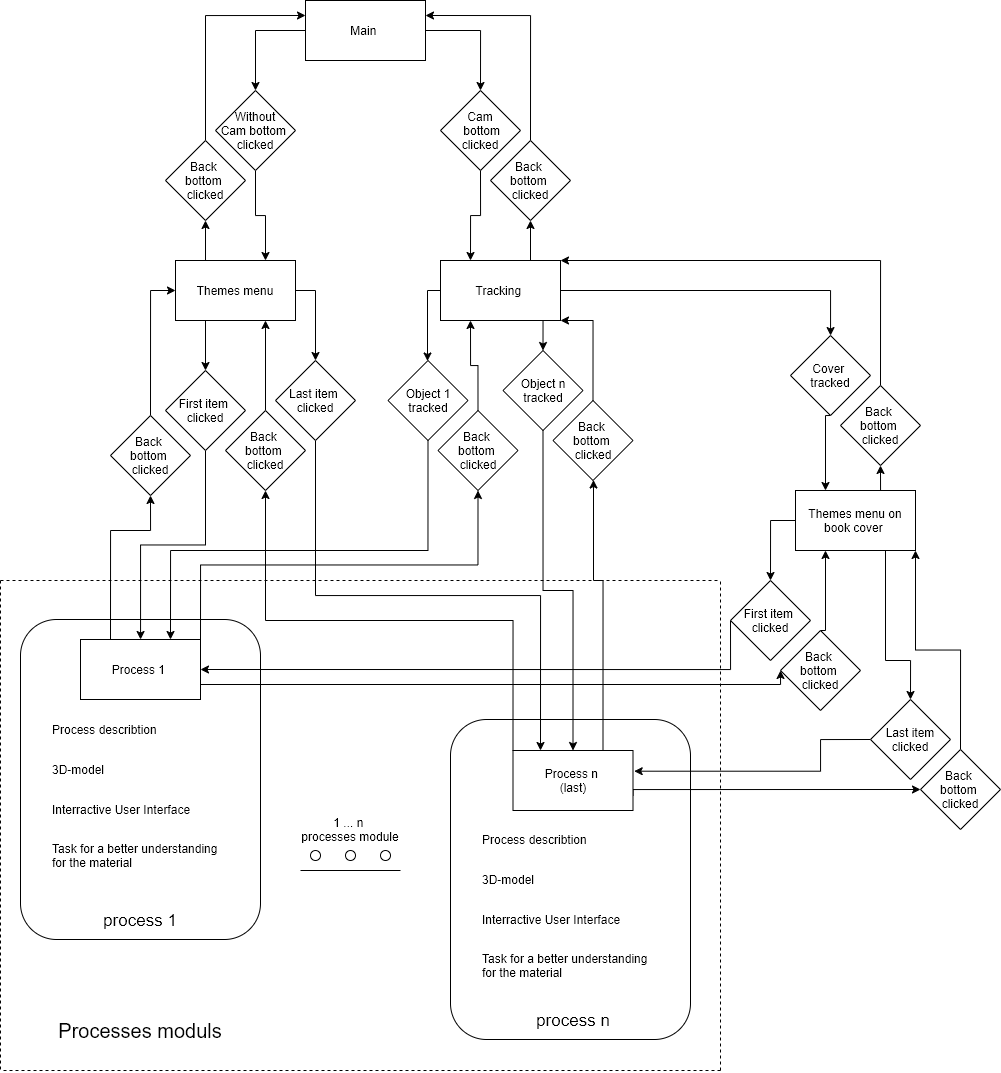 Main
Without
Cam bottom
clicked
Cam
bottom
clicked
Back
bottom
clicked
Back
bottom
clicked
Themes menu
Tracking
Cover
tracked
First item
clicked
Last item
clicked
Object 1
tracked
Object n
tracked
Back
bottom
clicked
Back
bottom
clicked
Back
bottom
clicked
Back
bottom
clicked
Back
bottom
clicked
Themes menu on
book cover
First item
clicked
Back
bottom
clicked
Last item
clicked
Back
bottom
clicked
Process 1
Process describtion
3D-model
Interractive User Interface
Task for a better understanding
for the material
process 1
1 ... n
processes module
Process n
(last)
Process describtion
3D-model
Interractive User Interface
Task for a better understanding
for the material
process n
Processes moduls